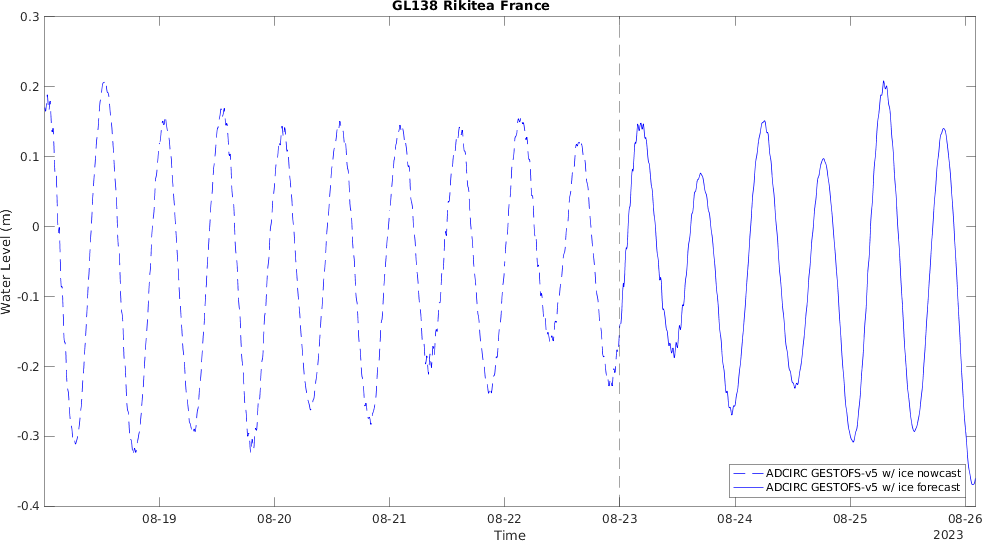 GL138 Rikitea France
0.3
0.2
0.1
0
-0.1
-0.2
-0.3
-0.4
Water Level (m)
ADCIRC GESTOFS-v5 w/ ice nowcast
ADCIRC GESTOFS-v5 w/ ice forecast
08-19 08-20 08-21 08-22 08-23 08-24 08-25 08-26
Time
2023